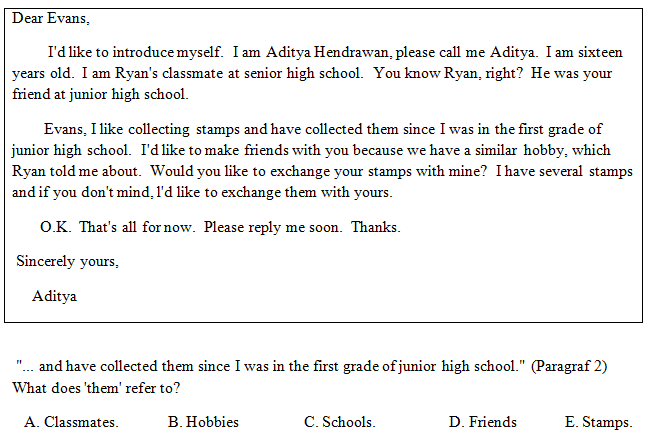 Dear Evans,
I'd like to introduce myself. I am Aditya Hendrawan, please call me Aditya. I am sixteen
years old. I am Ryan's classmate at senior high school. You know Ryan, right? He was your
friend at junior high school.
Evans, I like collecting stamps and have collected them since I was in the first grade of
junior high school. I'd like to make friends with you because we have a similar hobby, which
Ryan told me about. Would you like to exchange your stamps with mine? I have several stamps
and if you don't mind, I'd like to exchange them with yours.
O.K. That's all for now. Please reply me soon. Thanks.
Sincerely yours,
Aditya
"... and have collected them since I was in the first grade of junior high school." (Paragraf 2)
What does 'them' refer to?
A. Classmates. B. Hobbies C. Schools. D. Friends E. Stamps.